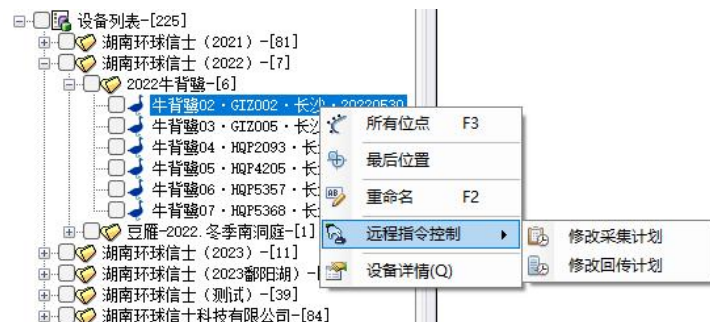 设备列表-[225]
湖南环球信士（2021）-[81]
湖南环球信士（2022）-[7]
2022牛背鹭-[6]
牛背鹭02・GIZ002・长沙・20220530
牛背鹭03・GIZ005・长
牛背鹭04・HQP2093・长
牛背鹭05・HQP4205・长
牛背鹭06・HQP5357・长
牛背鹭07・HQP5368・长
豆雁-2022.冬季南洞庭-[1]
湖南环球信士（2023）-[11]
湖南环球信士（2023鄱阳湖）-
湖南环球信士（测试）-[39]
湖南环球信士科技有限公司-[84]
所有位点 F3
最后位置
重命名 F2
远程指令控制
设备详情(Q)
修改采集计划
修改回传计划